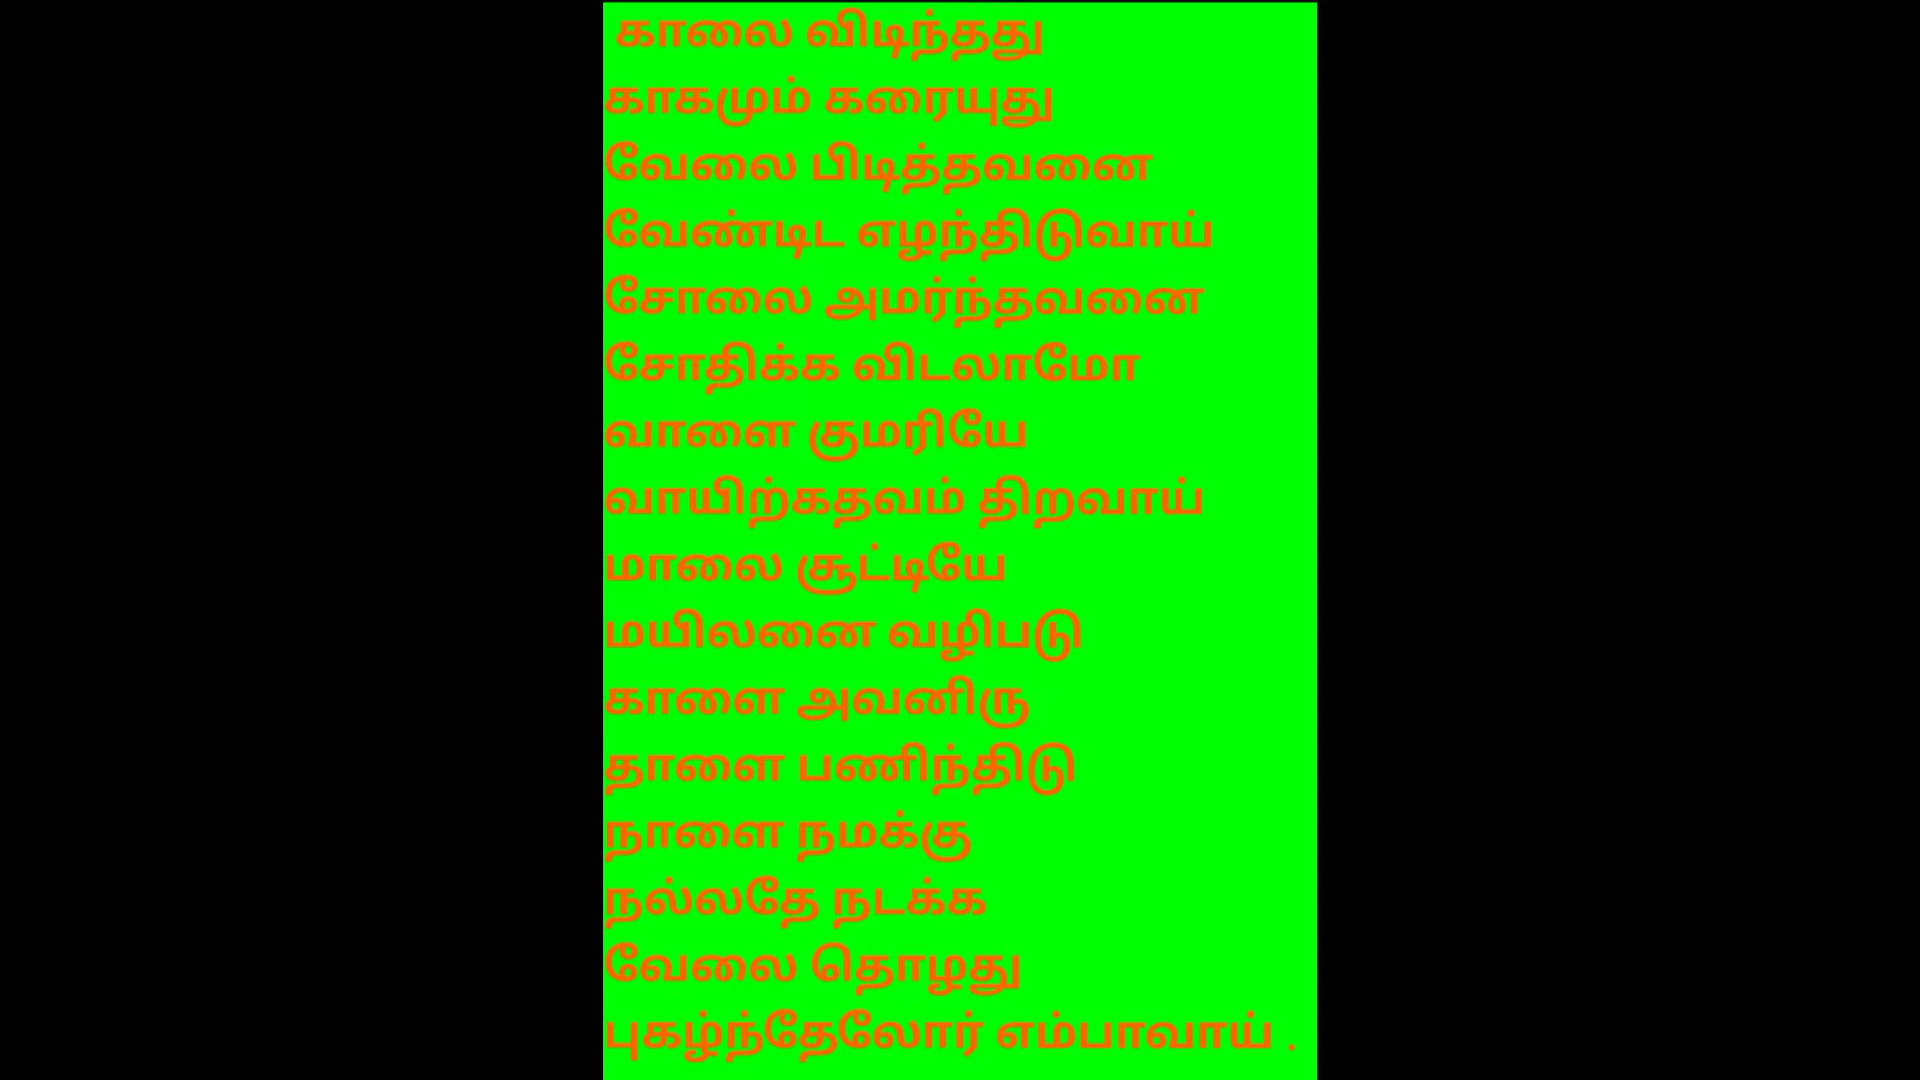 காலை விடிந்தது
காகமும் கரையுது
வேலை பிடித்தவனை
வேண்டிட எழந்திடுவாய்
சோலை அமர்ந்தவனை
சோதிக்க விடலாமோ
வாளை குமரியே
வாயிற்கதவம் திறவாய்
மாலை சூட்டியே
மயிலனை வழிபடு
காளை அவனிரு
தாளை பணிந்திடு
நாளை நமக்கு
நல்லதே நடக்க
வேலை தொழது
புகழ்ந்தேலோர் எம்பாவாய் .